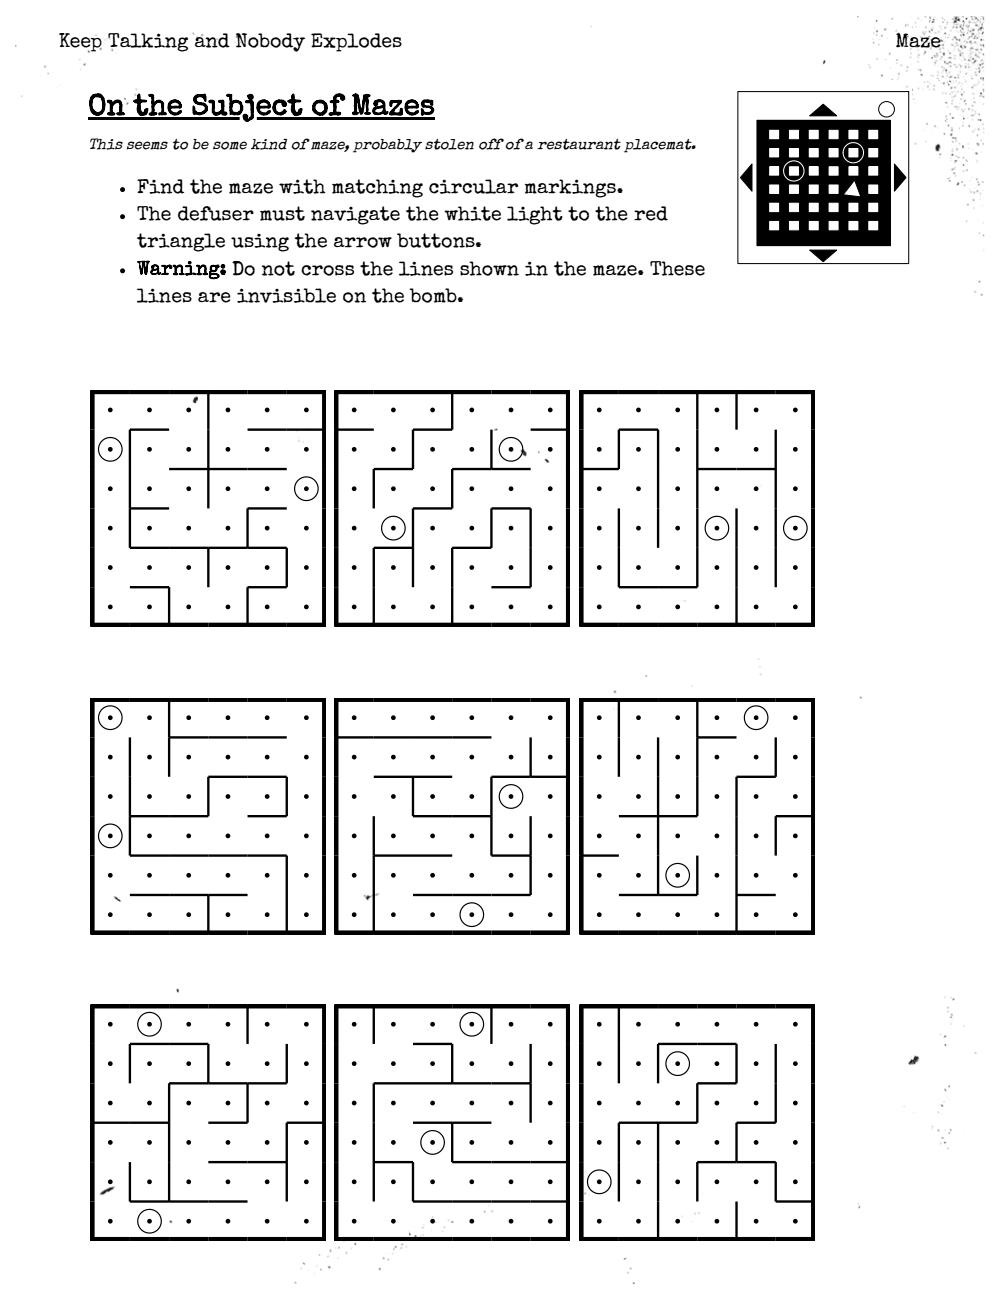 Keep Talking and Nobody Explodes
Maze
On the Subject of Mazes
This seems to be some kind of maze, probably stolen off of a restaurant placemat.
• Find the maze with matching circular markings.
• The defuser must navigate the white light to the red
triangle using the arrow buttons.
• Warning: Do not cross the lines shown in the maze. These
lines are invisible on the bomb.